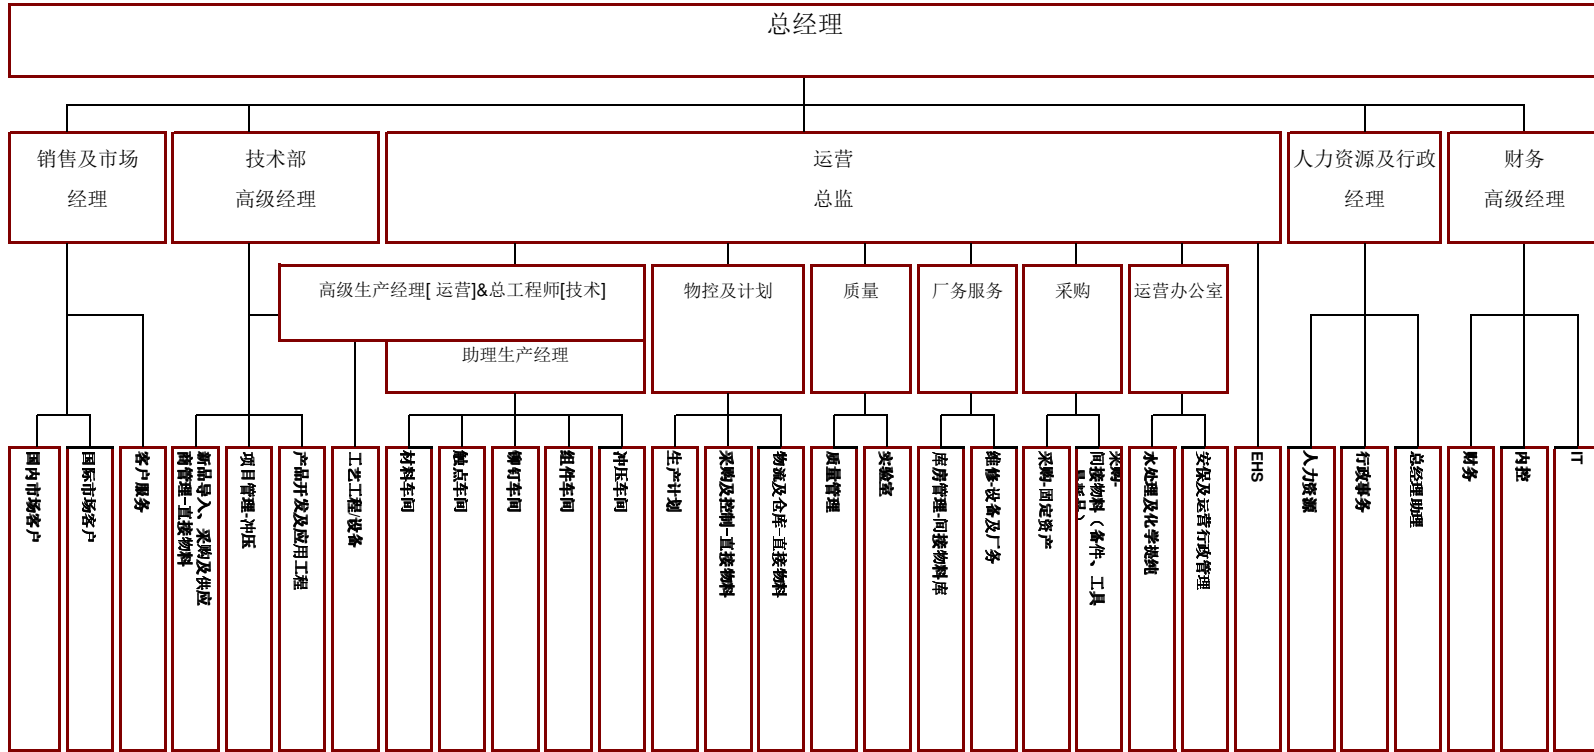 总经理
销售及市场
经理
技术部
高级经理
运营
总监
人力资源及行政
经理
财务
高级经理
高级生产经理[ 运营]&总工程师[技术]
助理生产经理
物控及计划
质量
厂务服务
采购
运营办公室
国内市场客户
国际市场客户
客户服务
新品导入、采购及供应
商管理-直接物料
项目管理-冲压
产品开发及应用工程
工艺工程/设备
材料车间
触点车间
铆钉车间
组件车间
冲压车间
生产计划
采购及控制-直接物料
物流及仓库-直接物料
质量管理
实验室
库房管理-间接物料库
维修-设备及厂务
采购-固定资产
采购-
间接物料（备件、工具
水处理及化学提纯
安保及运营行政管理
EHS
人力资源
行政事务
总经理助理
财务
内控
IT